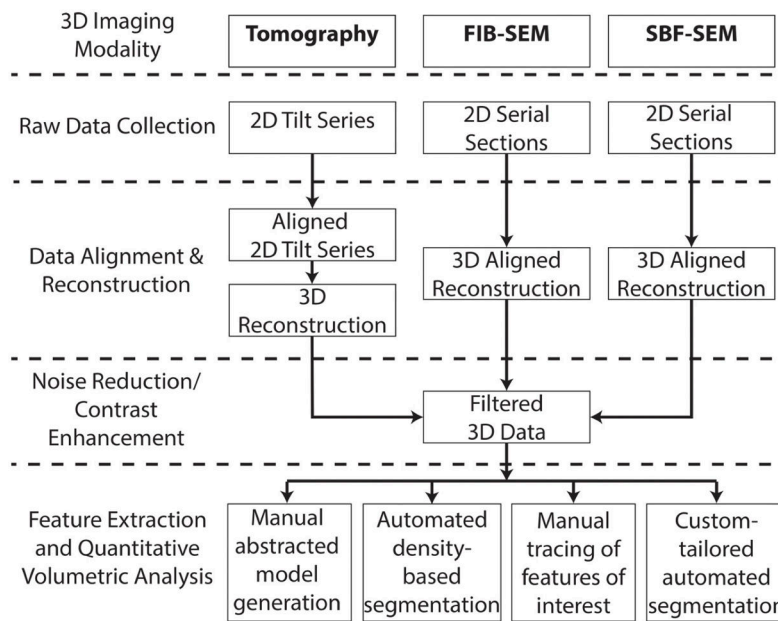 3D Imaging
Modality
Tomography
FIB-SEM
SBF-SEM
Raw Data Collection
2D Tilt Series
2D Serial
Sections
2D Serial
Sections
Data Alignment &
Reconstruction
Aligned
2D Tilt Series
3D
Reconstruction
3D Aligned
Reconstruction
3D Aligned
Reconstruction
Noise Reduction/
Contrast
Enhancement
Filtered
3D Data
Feature Extraction
and Quantitative
Volumetric Analysis
Manual
abstracted
model
generation
Automated
density-
based
segmentation
Manual
tracing of
features of
interest
Custom-
tailored
automated
segmentation